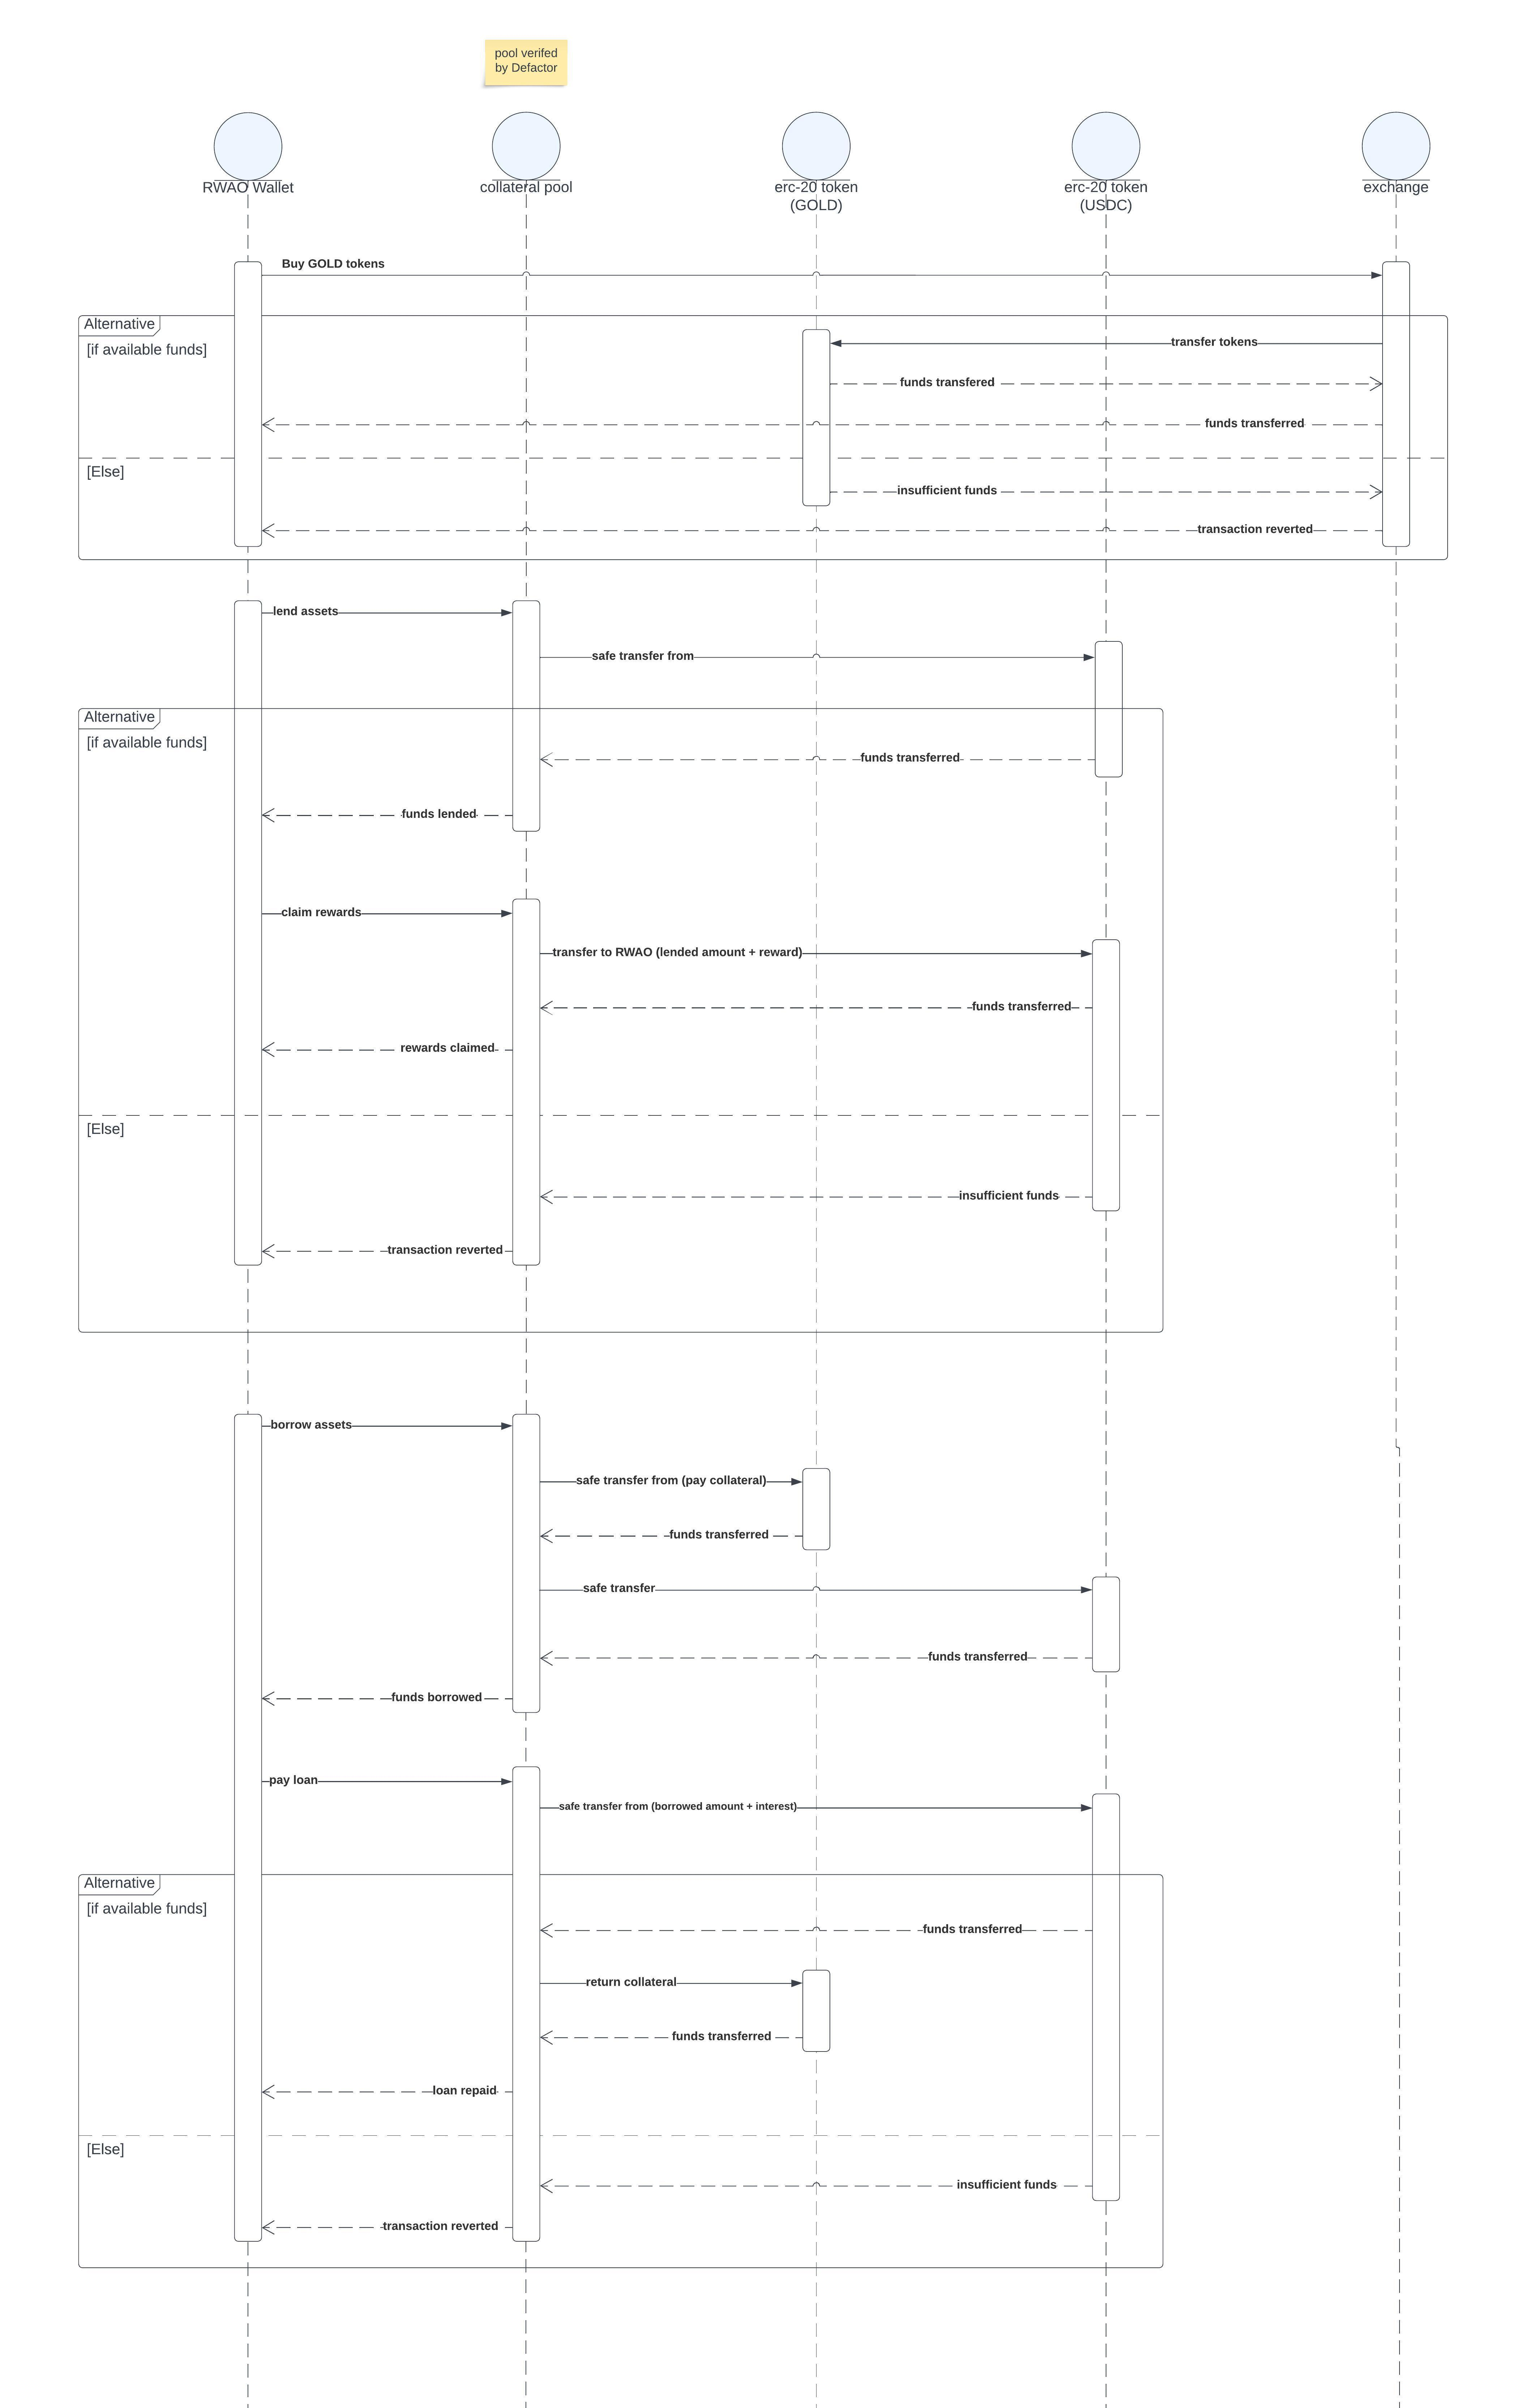 pool verifed
by Defactor
RWAO Wallet
collateral pool
erc-20 token
(GOLD)
erc-20 token
(USDC)
exchange
Buy GOLD tokens
Alternative
[if available funds]
transfer tokens
funds transfered
funds transferred
[Else]
insufficient funds
transaction reverted
lend assets
safe transfer from
Alternative
[if available funds]
funds transferred
funds lended
claim rewards
transfer to RWAO (lended amount + reward)
funds transferred
rewards claimed
[Else]
insufficient funds
transaction reverted
borrow assets
safe transfer from (pay collateral)
funds transferred
safe transfer
funds transferred
funds borrowed
pay loan
safe transfer from (borrowed amount + interest)
Alternative
[if available funds]
funds transferred
return collateral
funds transferred
loan repaid
[Else]
insufficient funds
transaction reverted